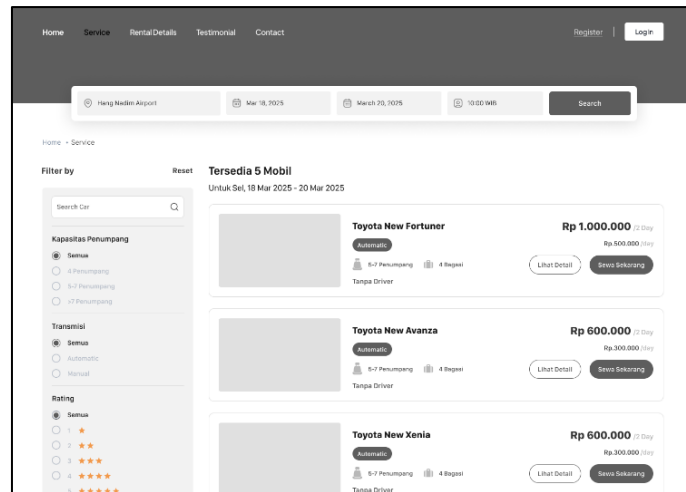 Home Service Rental Details Testimonial Contact Register Login
Hang Nadim Airport Mar 18, 2025 March 20, 2025 10:00 WIB Search
Home > Service
Filter by Reset
Search Car
Kapasitas Penumpang
Semua
4 Penumpang
5-7 Penumpang
>7 Penumpang
Transmisi
Semua
Automatic
Manual
Rating
Semua
1
2
3
4
5
Tersedia 5 Mobil
Untuk Sel, 18 Mar 2025 - 20 Mar 2025
Toyota New Fortuner Rp 1.000.000 /2 Day
Automatic Rp.500.000 /day
5-7 Penumpang 4 Bagasi Lihat Detail Sewa Sekarang
Tanpa Driver
Toyota New Avanza Rp 600.000 /2 Day
Automatic Rp.300.000 /day
5-7 Penumpang 4 Bagasi Lihat Detail Sewa Sekarang
Tanpa Driver
Toyota New Xenia Rp 600.000 /2 Day
Automatic Rp.300.000 /day
5-7 Penumpang 4 Bagasi Lihat Detail Sewa Sekarang
Tanpa Driver